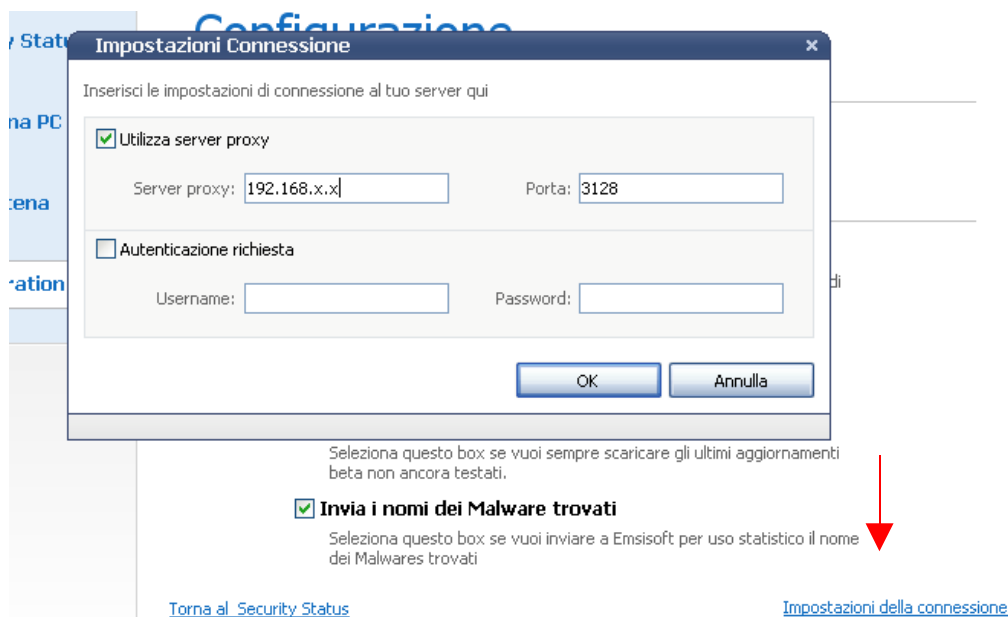 Configurazione
y Statu
Impostazioni Connessione
Inserisci le impostazioni di connessione al tuo server qui
na PC
Utilizza server proxy
Server proxy: 192.168.x.x Porta: 3128
tena
Autenticazione richiesta
ration
di
Username: Password:
OK Annulla
Seleziona questo box se vuoi sempre scaricare gli ultimi aggiornamenti
beta non ancora testati.
Invia i nomi dei Malware trovati
Seleziona questo box se vuoi inviare a Emsisoft per uso statistico il nome
dei Malwares trovati
Torna al Security Status Impostazioni della connessione